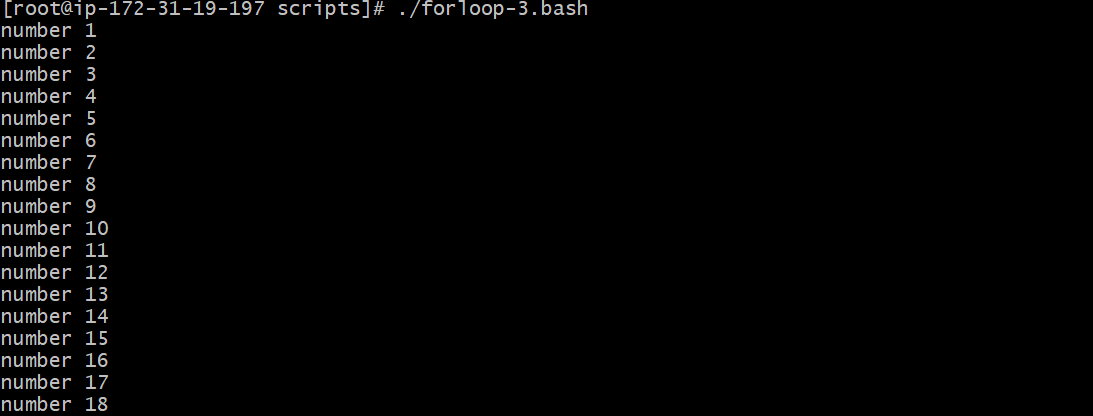 [root@ip-172-31-19-197 scripts]# ./forloop-3.bash
number 1
number 2
number 3
number 4
number 5
number 6
number 7
number 8
number 9
number 10
number 11
number 12
number 13
number 14
number 15
number 16
number 17
number 18